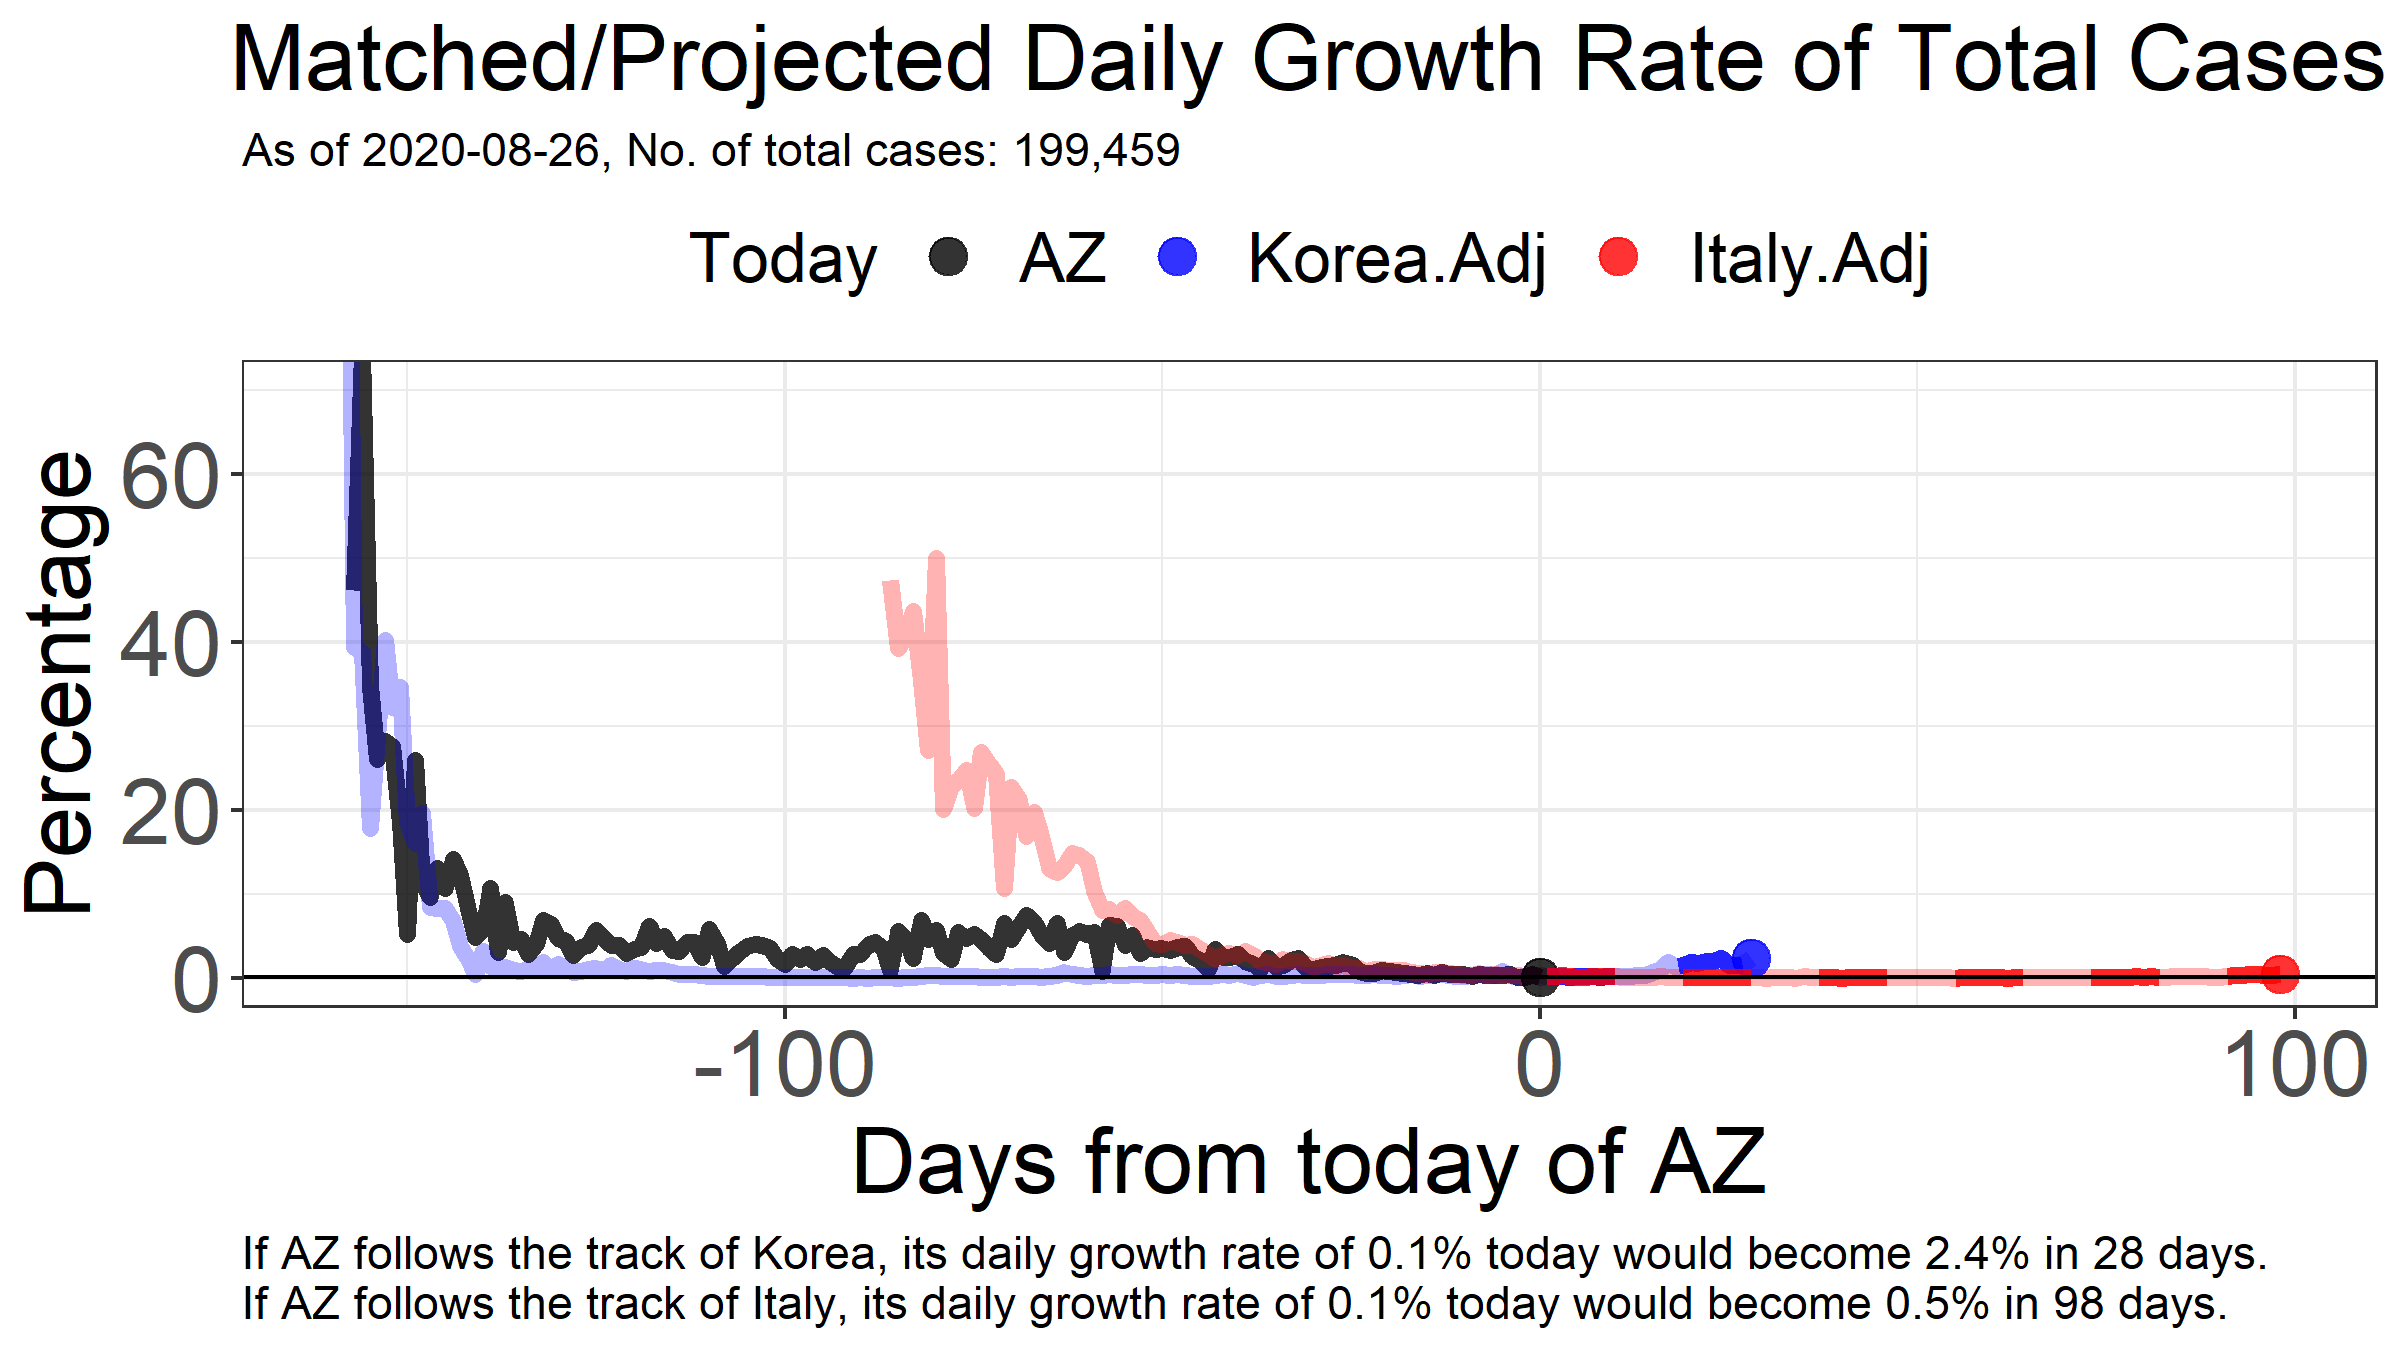 Matched/Projected Daily Growth Rate of Total Cases
As of 2020-08-26, No. of total cases: 199,459
Today AZ Korea.Adj Italy.Adj
Percentage
60
40
20
0
-100 0 100
Days from today of AZ
If AZ follows the track of Korea, its daily growth rate of 0.1% today would become 2.4% in 28 days.
If AZ follows the track of Italy, its daily growth rate of 0.1% today would become 0.5% in 98 days.